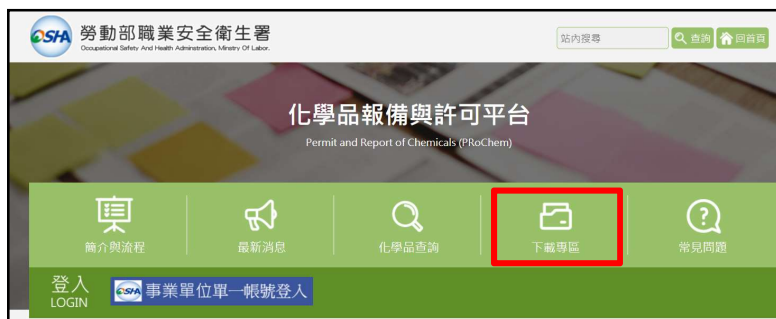 OSHA 勞動部職業安全衛生署
Occupational Safety And Health Administration, Ministry Of Labor.
站內搜尋 查詢 回首頁
化學品報備與許可平台
Permit and Report of Chemicals (PRoChem)
簡介與流程 最新消息 化學品查詢 下載專區 常見問題
登入
LOGIN
OSHA 事業單位單一帳號登入